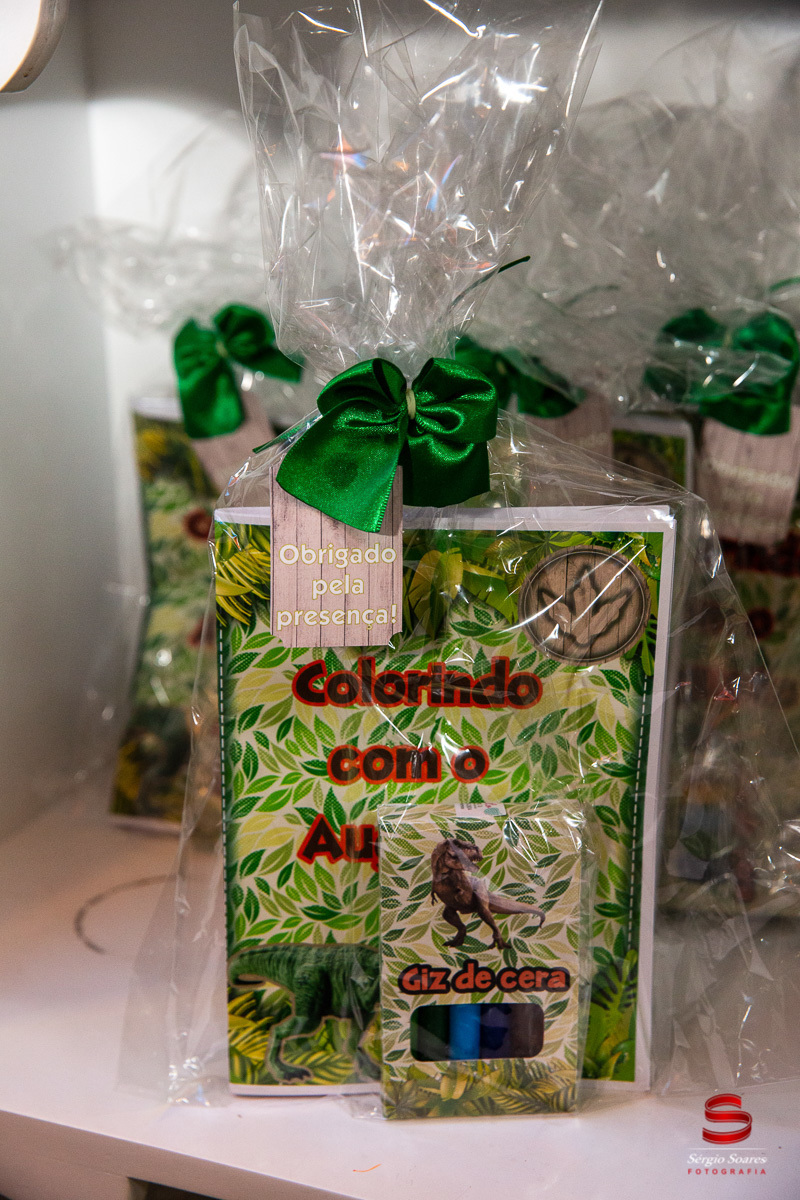 Obrigado
pela
presença!
Colorindo
com o
Giz de cera
Sérgio Soares
FOTOGRAFIA